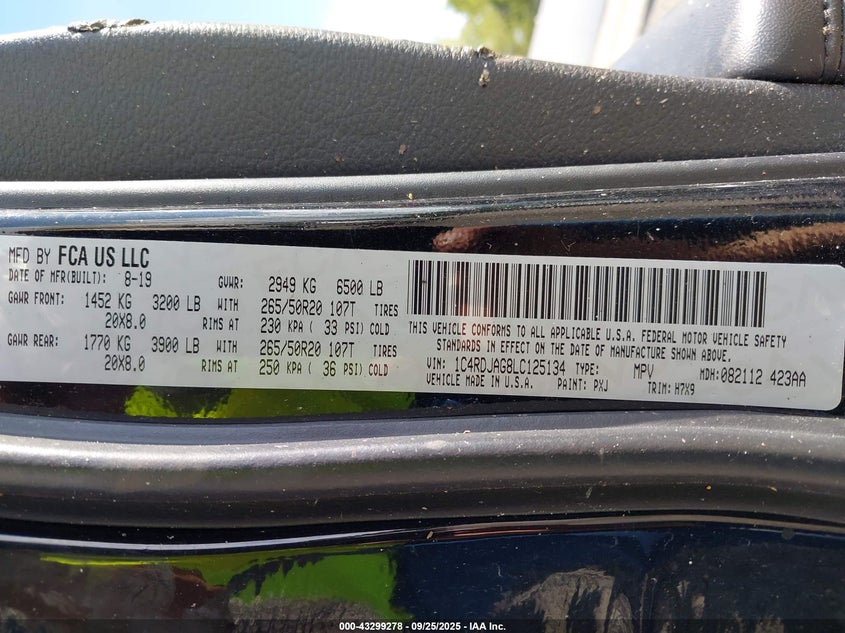 MFD BY FCA US LLC
DATE OF MFR(BUILT): 8-19 GVWR: 2949 KG 6500 LB
GAWR FRONT: 1452 KG 3200 LB WITH 265/50R20 107T TIRES
20X8.0 RIMS AT 230 KPA ( 33 PSI) COLD
GAWR REAR: 1770 KG 3900 LB WITH 265/50R20 107T TIRES
20X8.0 RIMS AT 250 KPA ( 36 PSI) COLD
THIS VEHICLE CONFORMS TO ALL APPLICABLE U.S.A. FEDERAL MOTOR VEHICLE SAFETY
STANDARDS IN EFFECT ON THE DATE OF MANUFACTURE SHOWN ABOVE.
VIN: 1C4RDJAG8LC125134 TYPE: MPV MDH: 082112 423AA
VEHICLE MADE IN U.S.A. PAINT: PXJ TRIM: H7X9
000-43299278 - 09/25/2025 - IAA Inc.